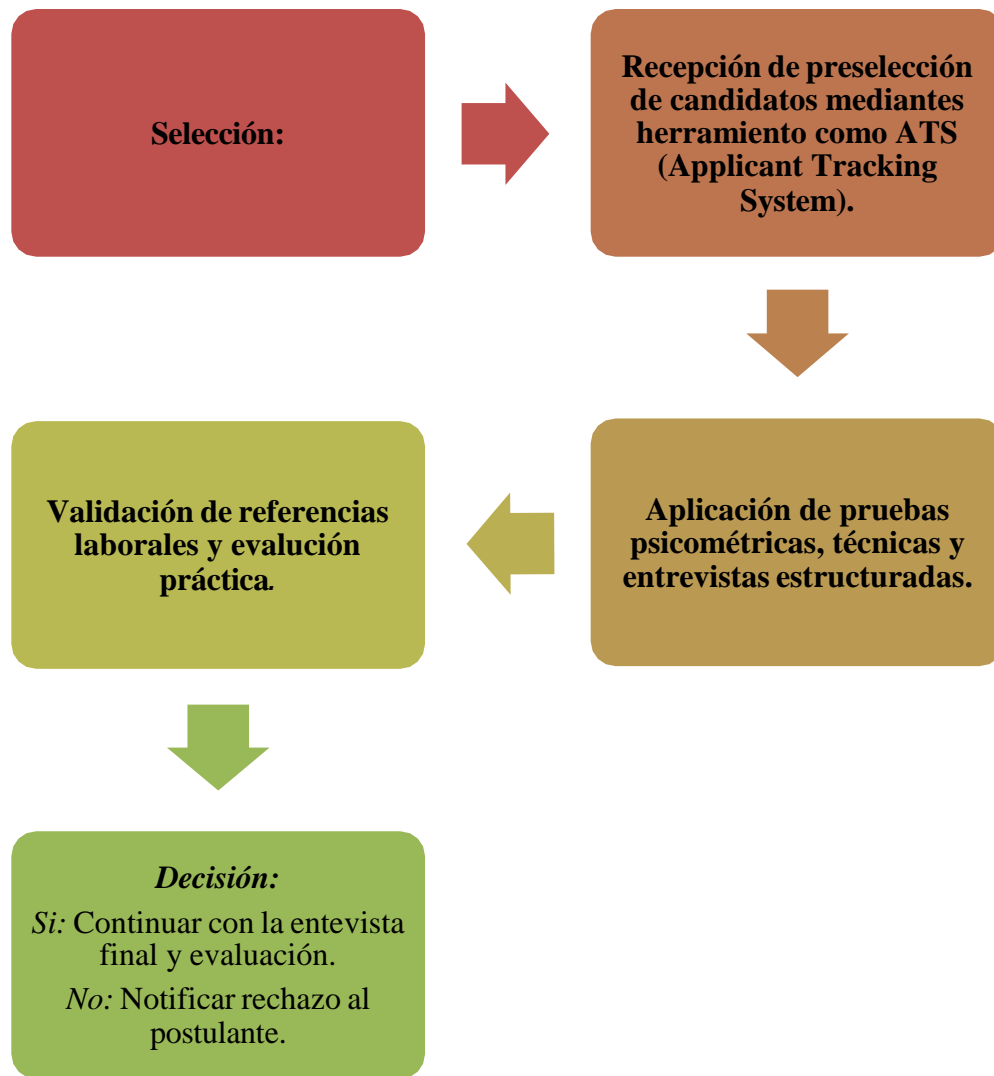 Selección:
Recepción de preselección
de candidatos mediantes
herramiento como ATS
(Applicant Tracking
System).
Aplicación de pruebas
psicométricas, técnicas y
entrevistas estructuradas.
Validación de referencias
laborales y evalución
práctica.
Decisión:
Si: Continuar con la entevista
final y evaluación.
No: Notificar rechazo al
postulante.